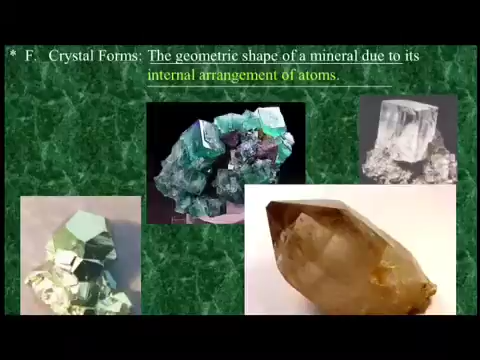 * F. Crystal Forms: The geometric shape of a mineral due to its
internal arrangement of atoms.